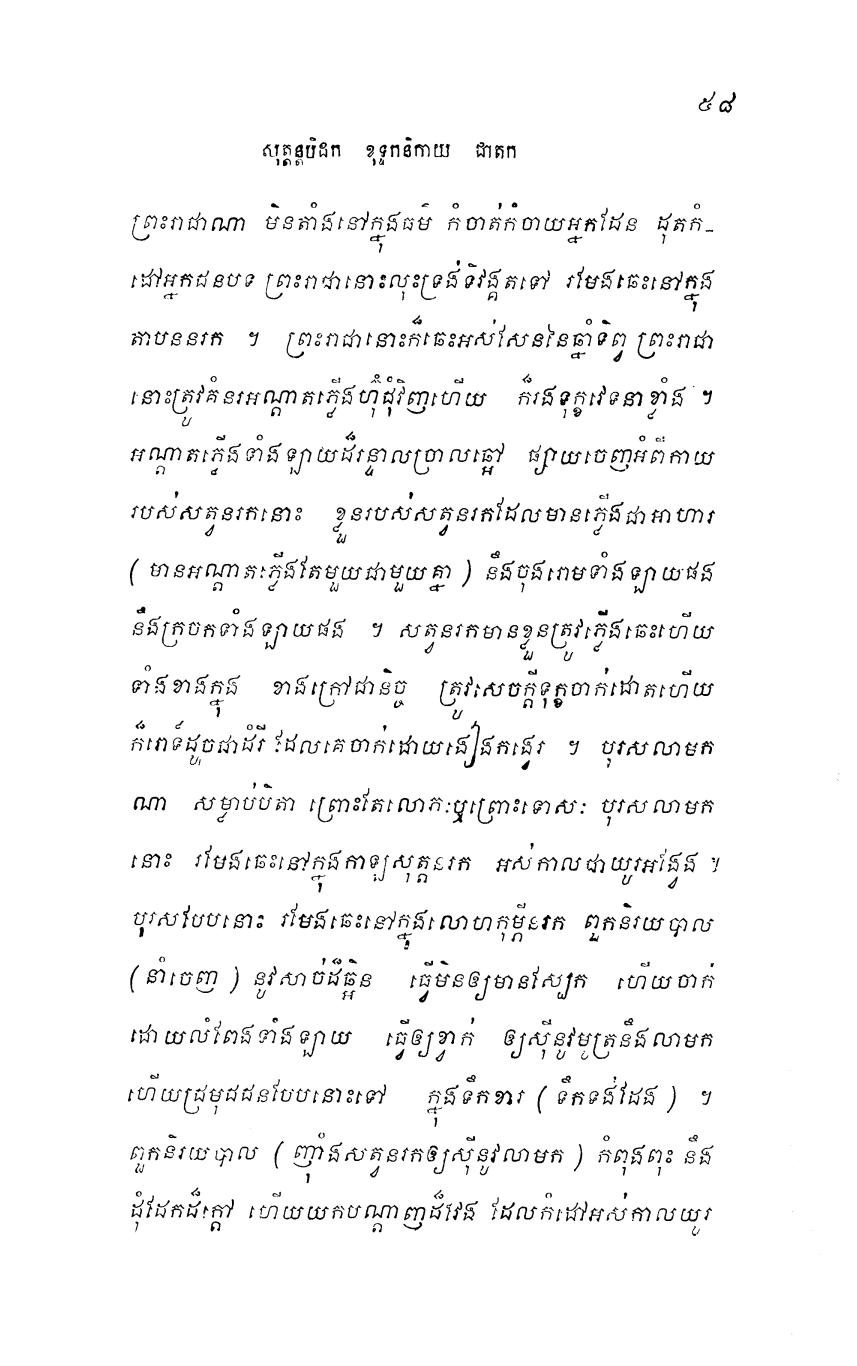 ៥៨
សុត្តន្តបិដក ខុទ្ទកនិកាយ ជាតក
ព្រះរាជាណា មិនតាំងនៅក្នុងធម៌ កំចាត់កំចាយអ្នកដែន ដុតកំ-
ដៅអ្នកជនបទ ព្រះរាជានោះលុះទ្រង់ទិវង្គតទៅ រមែងឆេះនៅក្នុង
តាបននរក ។ ព្រះរាជានោះក៏ឆេះអស់សែននៃឆ្នាំទិព្វ ព្រះរាជា
នោះត្រូវគំនរអណ្តាតភ្លើងហ៊ុំដុំវិញហើយ ក៏រងទុក្ខវេទនាខ្លាំង ។
អណ្តាតភ្លើងទាំងឡាយដ៏រន្ទាលច្រាលឆ្អៅ ផ្សាយចេញអំពីកាយ
របស់សត្វនរកនោះ ខ្លួនរបស់សត្វនរកដែលមានភ្លើងជាអាហារ
( មានអណ្តាតភ្លើងតែមួយជាមួយគ្នា ) នឹងចុងរោមទាំងឡាយផង
នឹងក្រចកទាំងឡាយផង ។ សត្វនរកមានខ្លួនត្រូវភ្លើងឆេះហើយ
ទាំងខាងក្នុង ខាងក្រៅជានិច្ច ត្រូវសេចក្តីទុក្ខចាក់ដោតហើយ
ក៏រោទ៍ដូចជាដំរី ដែលគេចាក់ដោយងៀងកង្វេរ ។ បុរសលាមក
ណា សម្លាប់បិតា ព្រោះតែលោភៈឬព្រោះទោសៈ បុរសលាមក
នោះ រមែងឆេះនៅក្នុងកាឡសុត្តនរក អស់កាលជាយូរអង្វែង ។
បុរសបែបនោះ រមែងឆេះនៅក្នុងលោហកុម្ភីនរក ពួកនិរយបាល
( នាំចេញ ) នូវសាច់ដ៏ឆ្អិន ធ្វើមិនឲ្យមានស្បែក ហើយចាក់
ដោយលំពែងទាំងឡាយ ធ្វើឲ្យខ្វាក់ ឲ្យស៊ីនូវមូត្រនឹងលាមក
ហើយជ្រមុជជនបែបនោះទៅ ក្នុងទឹកខារ ( ទឹកទង់ដែង ) ។
ពួកនិរយបាល ( ញ៉ាំងសត្វនរកឲ្យស៊ីនូវលាមក ) កំពុងពុះ នឹង
ដុំដែកដ៏ក្តៅ ហើយយកបណ្តាញដ៏វែង ដែលកំដៅអស់កាលយូរ